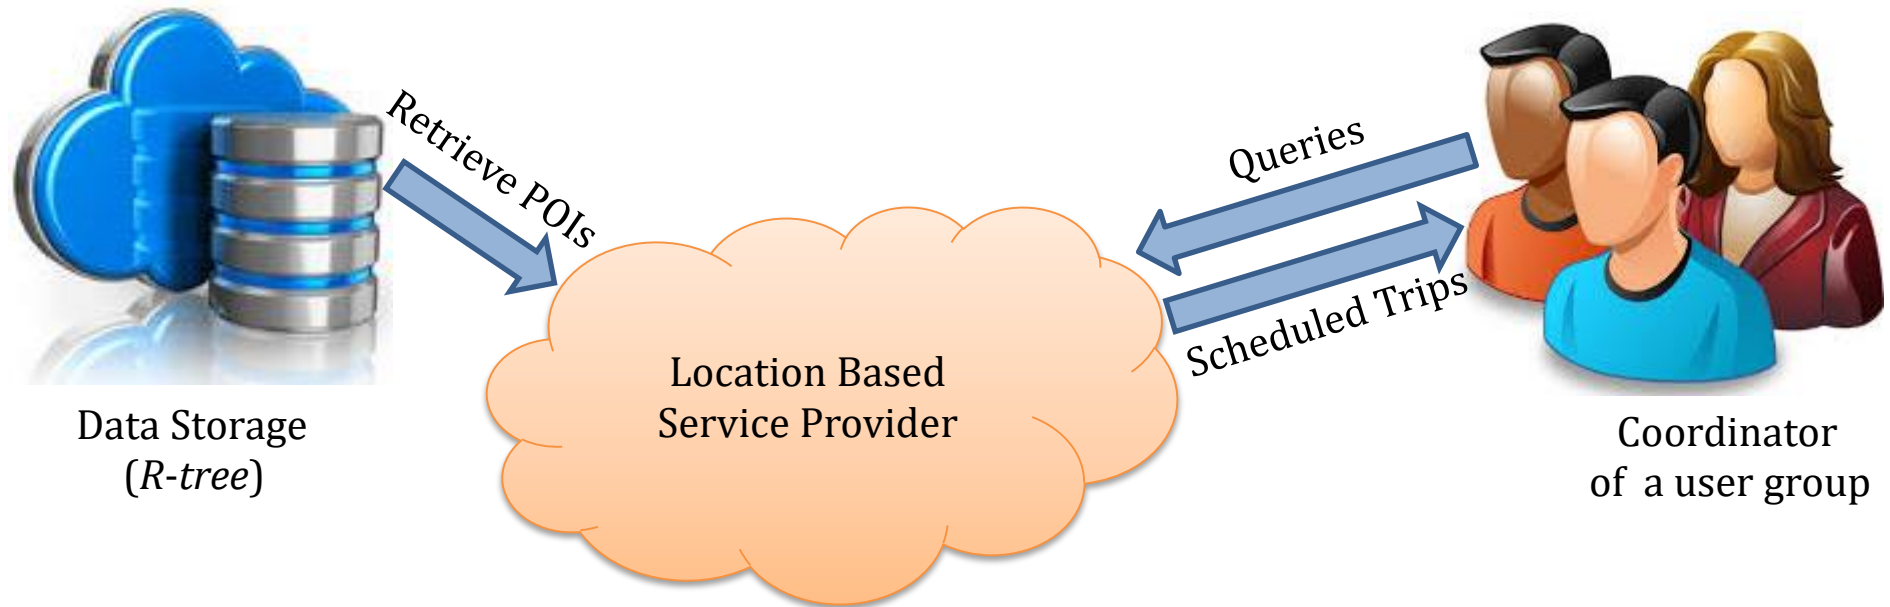 Retrieve POIs
Queries
Scheduled Trips
Location Based
Service Provider
Data Storage
(R-tree)
Coordinator
of a user group